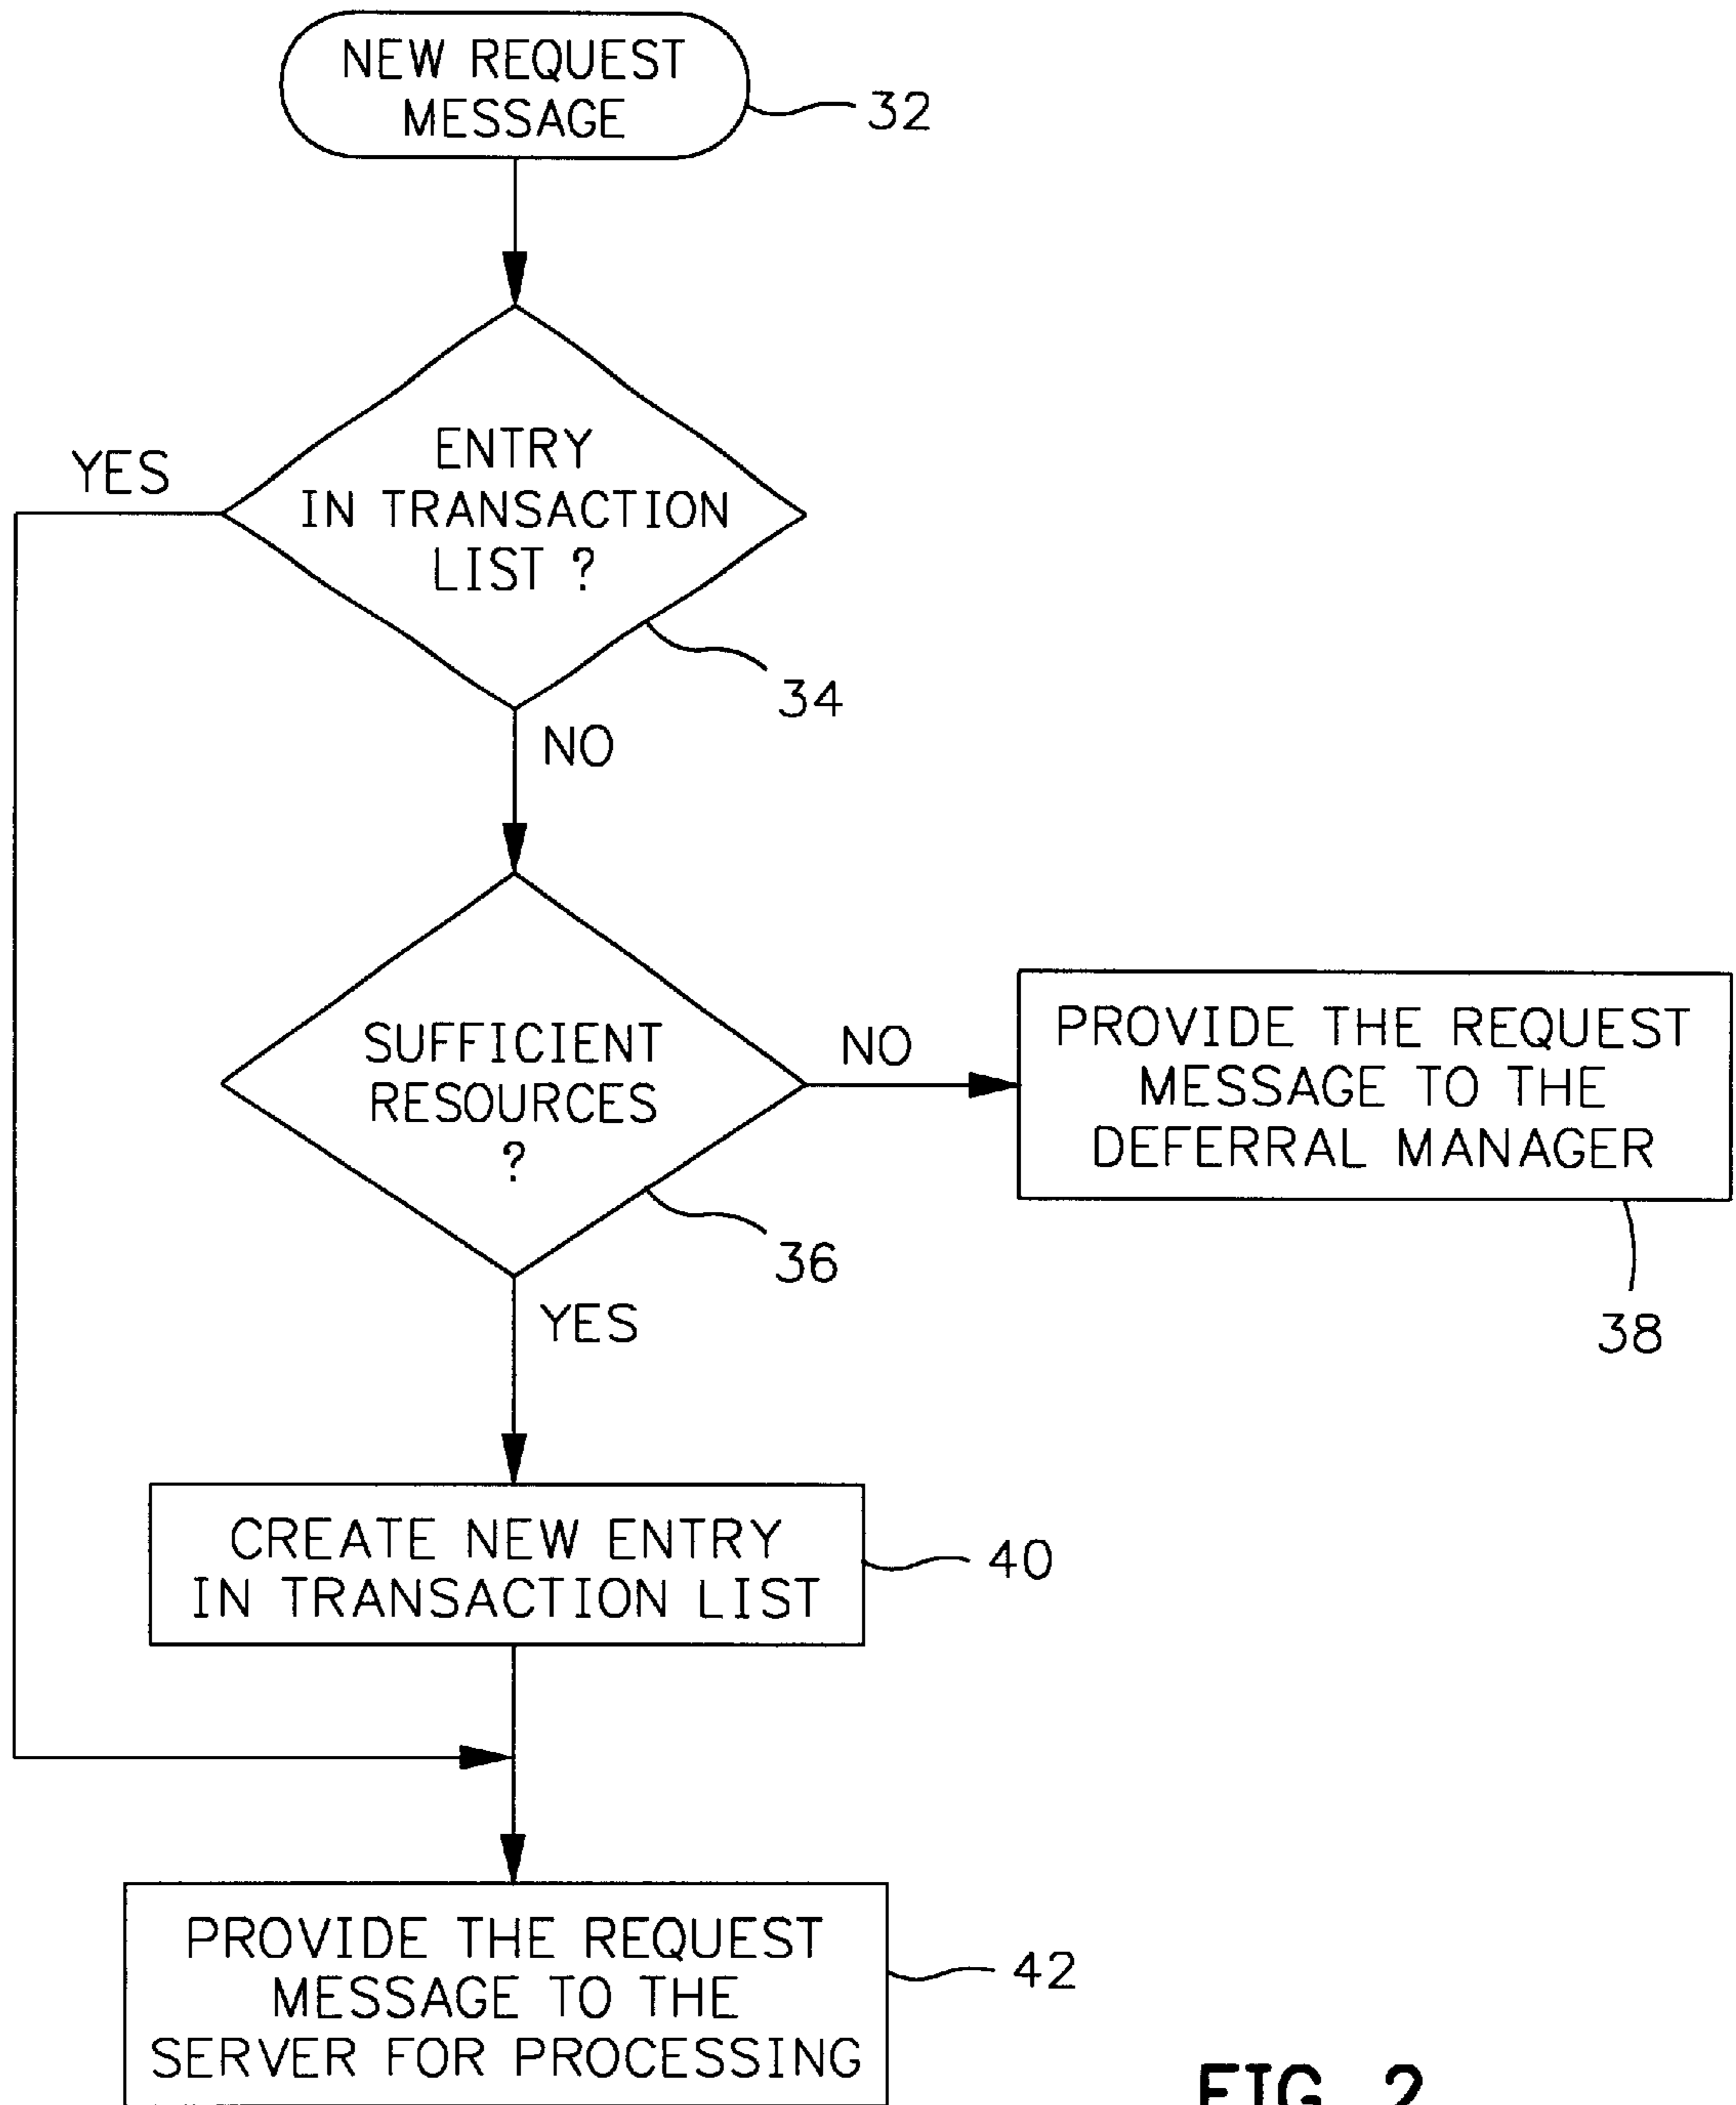 NEW REQUEST
MESSAGE
32
ENTRY
IN TRANSACTION
LIST ?
YES
34
NO
SUFFICIENT
RESOURCES
?
NO
PROVIDE THE REQUEST
MESSAGE TO THE
DEFERRAL MANAGER
36
38
YES
CREATE NEW ENTRY
IN TRANSACTION LIST
40
PROVIDE THE REQUEST
MESSAGE TO THE
SERVER FOR PROCESSING
42
FIG. 2